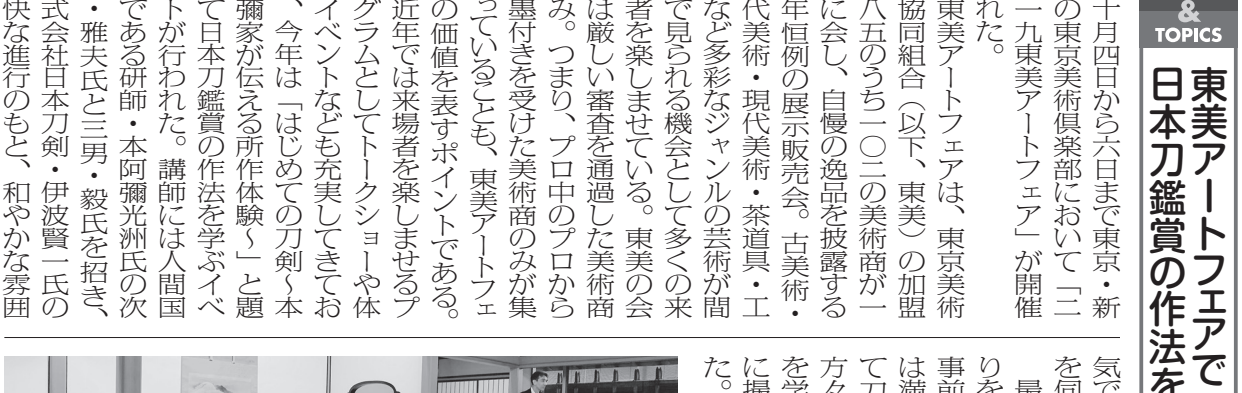 &
TOPICS
東美アートフェアで
日本刀鑑賞の作法を
十月四日から六日まで東京・新
の東京美術倶楽部において「二
一九東美アートフェア」が開催
れた。
東美アートフェアは、東京美術
協同組合（以下、東美）の加盟
八五のうち一〇二の美術商が一
に会し、自慢の逸品を披露する
年恒例の展示販売会。古美術・
代美術・現代美術・茶道具・工
など多彩なジャンルの芸術が間
で見られる機会として多くの来
者を楽しませている。東美の会
は厳しい審査を通過した美術商
み。つまり、プロ中のプロから
墨付きを受けた美術商のみが集
っていることも、東美アートフェ
の価値を表すポイントである。
近年では来場者を楽しませるプ
グラムとしてトークショーや体
イベントなども充実してきてお
、今年は「はじめての刀剣～本
彌家が伝える所作体験～」と題
て日本刀鑑賞の作法を学ぶイベ
トが行われた。講師には人間国
である研師・本阿彌光洲氏の次
・雅夫氏と三男・毅氏を招き、
式会社日本刀剣・伊波賢一氏の
快な進行のもと、和やかな雰囲
気で
を伺
最
りを
事前
は満
て刀
方々
を学
に撮
た。